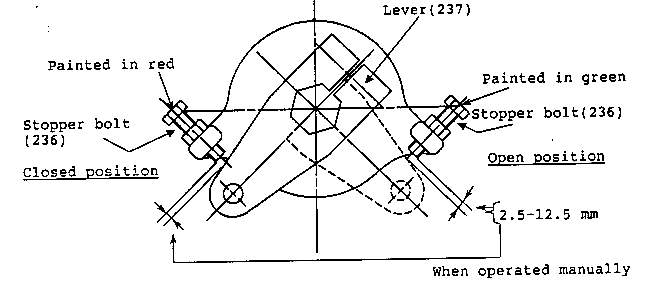 Lever(237)
Painted in red
Painted in green
Stopper bolt
(236)
Stopper bolt(236)
Closed position
Open position
2.5-12.5 mm
When operated manually